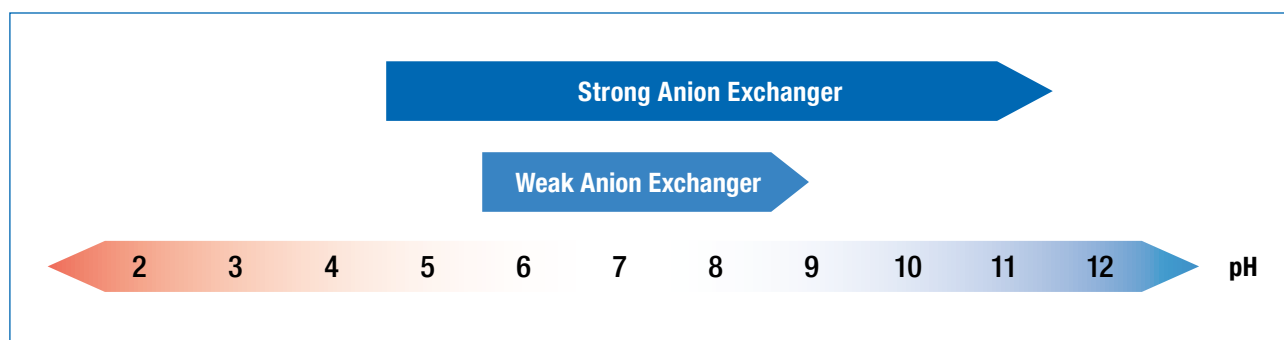 Strong Anion Exchanger
Weak Anion Exchanger
2 3 4 5 6 7 8 9 10 11 12 pH